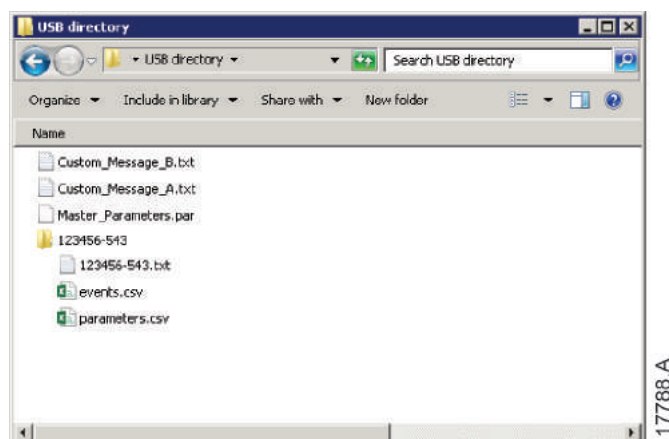 USB directory
USB directory
Search USB directory
Organize Include in library Share with New folder
Name
Custom_Message_B.txt
Custom_Message_A.txt
Master_Parameters.par
123456-543
123456-543.txt
events.csv
parameters.csv
17788.A